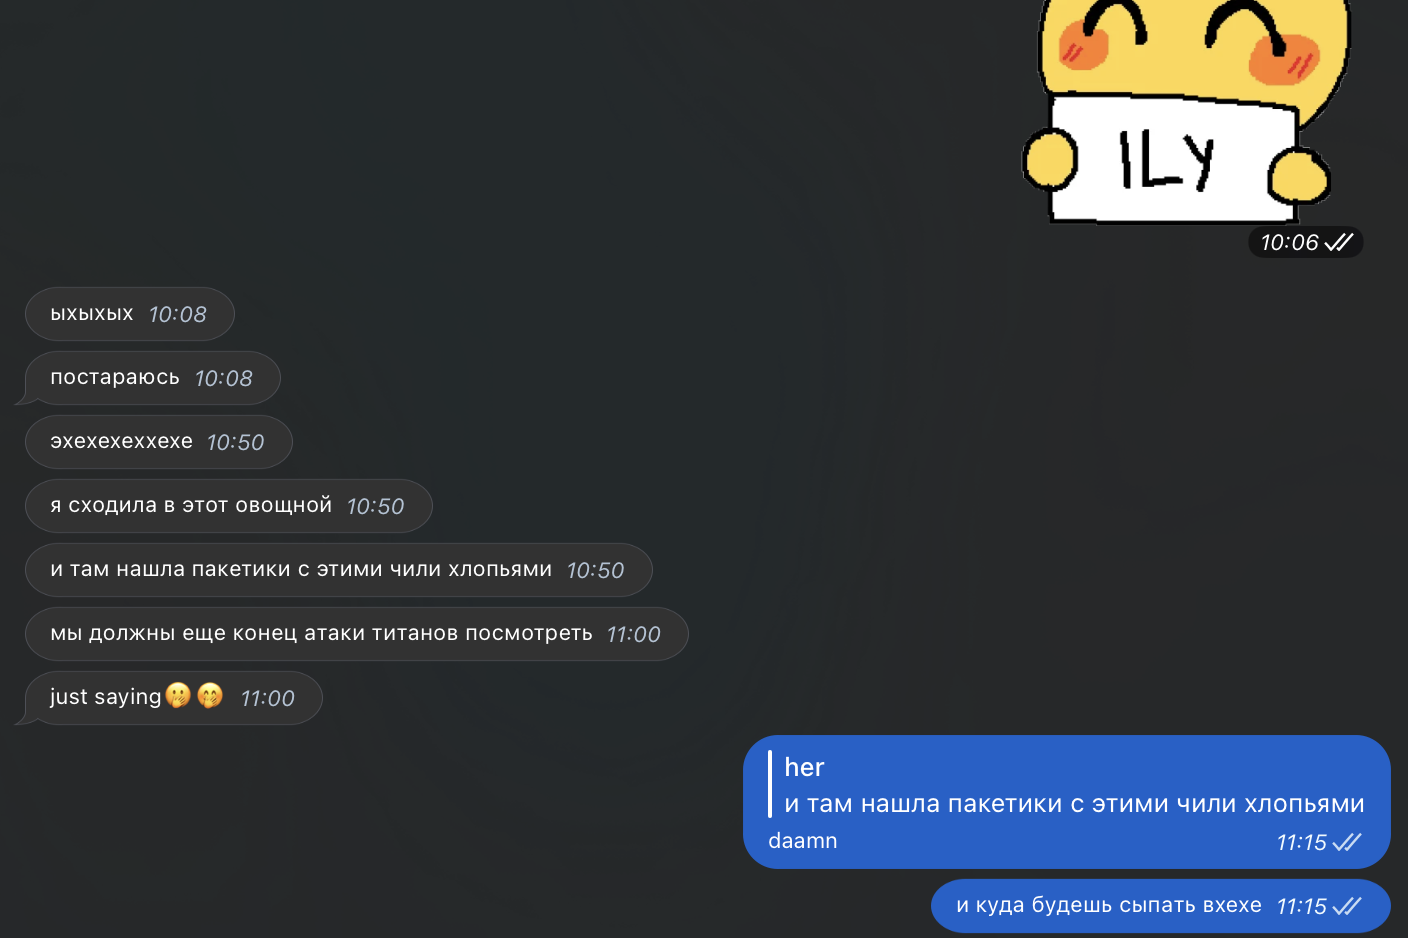 ILY
10:06
ыхыхых 10:08
постараюсь 10:08
эхехехеххехе 10:50
я сходила в этот овощной 10:50
и там нашла пакетики с этими чили хлопьями 10:50
мы должны еще конец атаки титанов посмотреть 11:00
just saying🫢🤭 11:00
her
и там нашла пакетики с этими чили хлопьями
daamn 11:15
и куда будешь сыпать вхехе 11:15